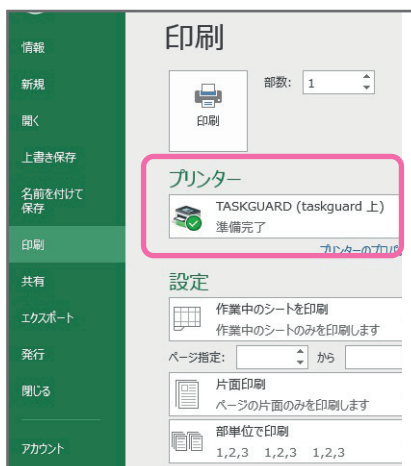 情報
新規
開く
上書き保存
名前を付けて
保存
印刷
共有
エクスポート
発行
閉じる
アカウント
印刷
部数: 1
印刷
プリンター
TASKGUARD (taskguard 上)
準備完了
プリンターのプロパ
設定
作業中のシートを印刷
作業中のシートのみを印刷します
ページ指定: から
片面印刷
ページの片面のみを印刷します
部単位で印刷
1,2,3 1,2,3 1,2,3